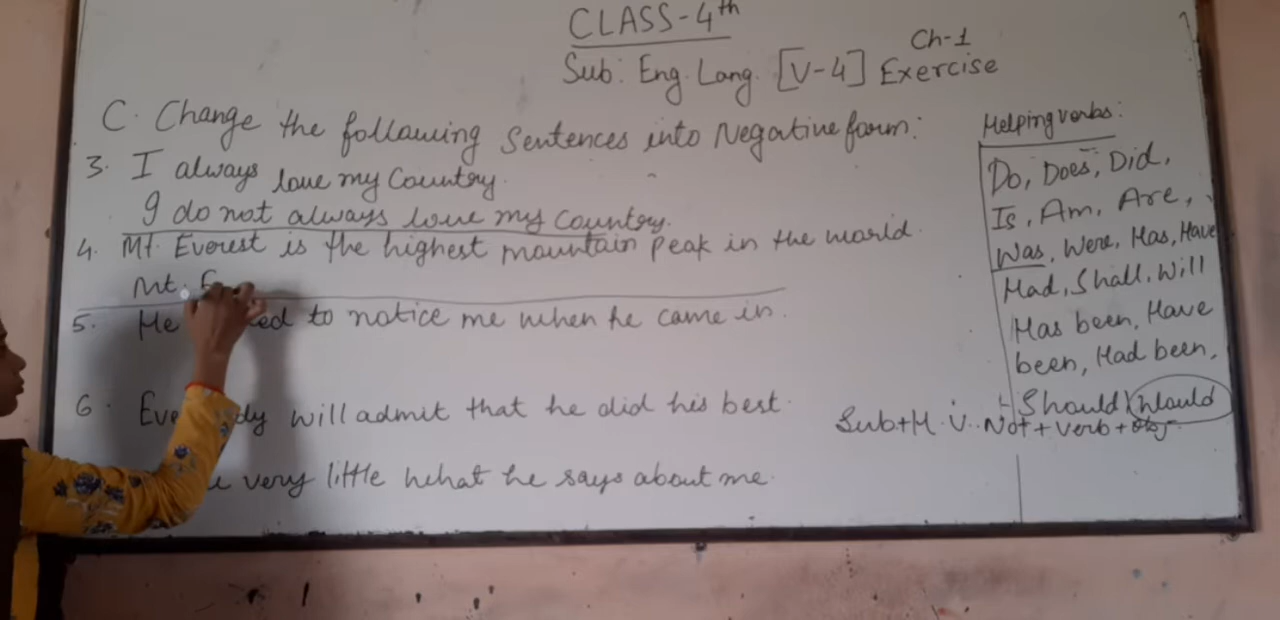 CLASS-4th
Ch-1
Sub: Eng. Lang. [V-4] Exercise
C. Change the following Sentences into Negative form:
3. I always love my Country.
I do not always love my Country.
4. Mt. Everest is the highest mountain peak in the world.
Mt.
5. He to notice me when he came in.
6. will admit that he did his best.
very little what he says about me.
Helping verbs:
Do, Does, Did,
Is, Am, Are,
Was, Were, Has, Have
Had, Shall, Will
Has been, Have
been, Had been,
Should, Would
Sub+H.V.. Not+verb+obj